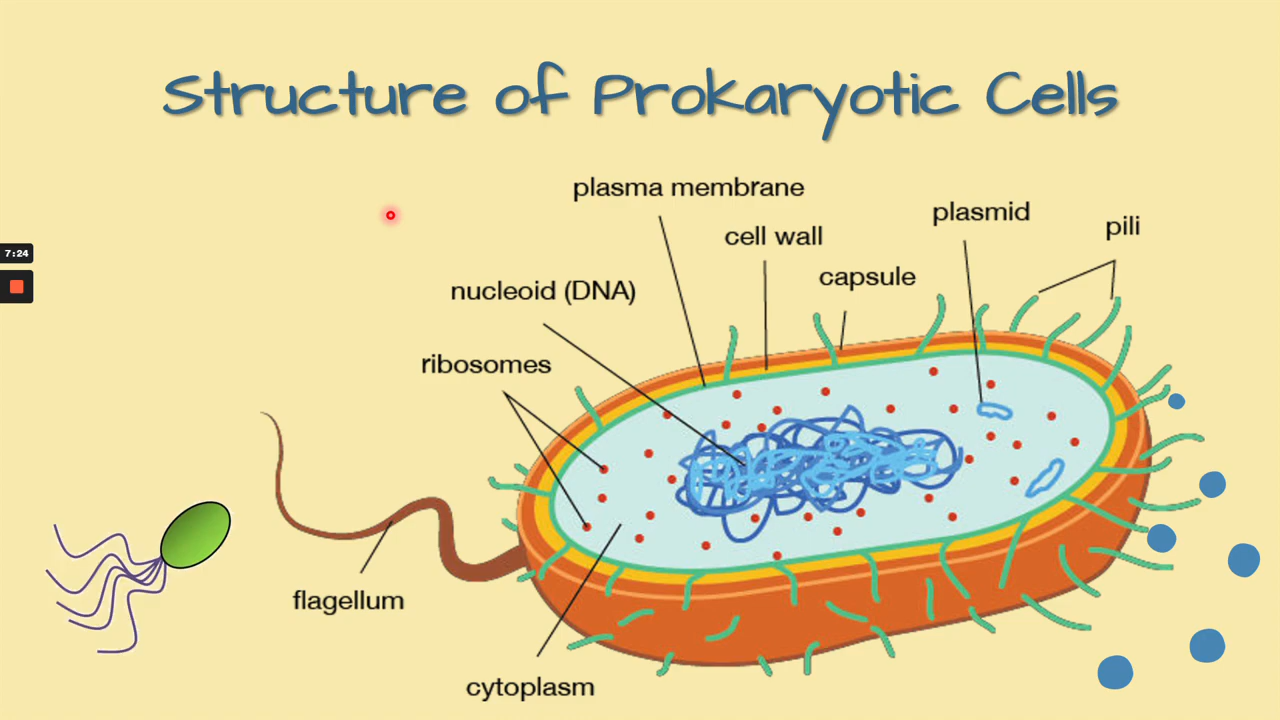 Structure of Prokaryotic Cells
plasma membrane
plasmid
pili
cell wall
7:24
capsule
nucleoid (DNA)
ribosomes
flagellum
cytoplasm